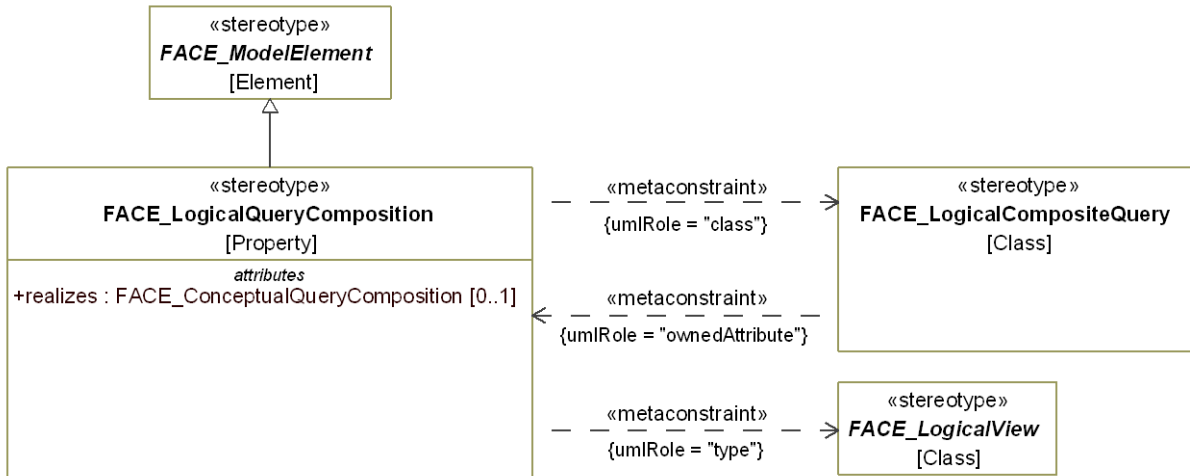 «stereotype»
FACE_ModelElement
[Element]
«stereotype»
FACE_LogicalQueryComposition
[Property]
attributes
+realizes : FACE_ConceptualQueryComposition [0..1]
«metaconstraint»
{umlRole = "class"}
«stereotype»
FACE_LogicalCompositeQuery
[Class]
«metaconstraint»
{umlRole = "ownedAttribute"}
«metaconstraint»
{umlRole = "type"}
«stereotype»
FACE_LogicalView
[Class]